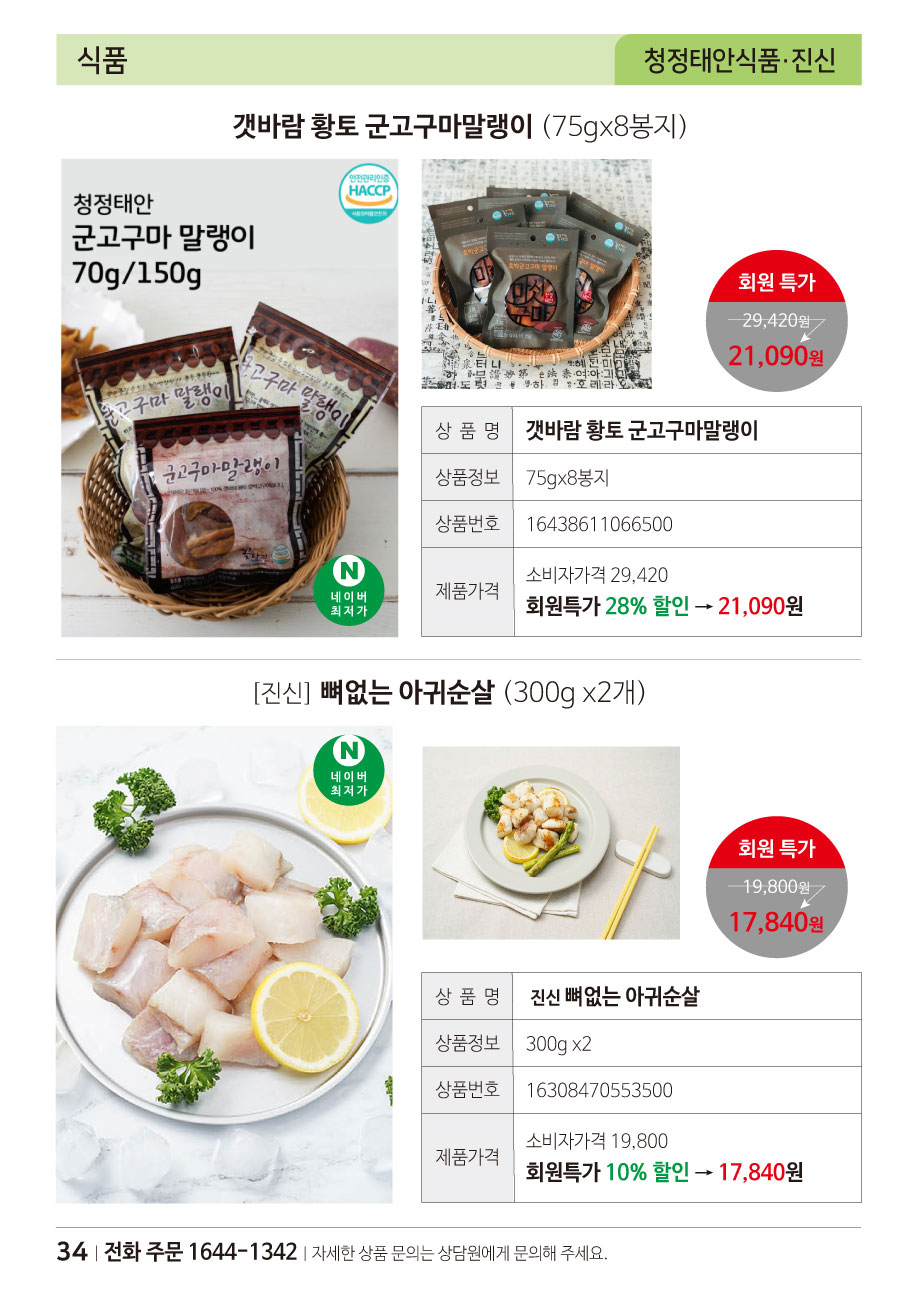 식품
청정태안식품·진신
갯바람 황토 군고구마말랭이 (75gx8봉지)
안전관리인증
HACCP
청정태안
군고구마 말랭이
70g/150g
군고구마 말랭이
군고구마 말랭이
군고구마말랭이
N
네이버
최저가
호박군고구마 말랭이
맛있
구마
회원 특가
29,420원
21,090원
상 품 명 갯바람 황토 군고구마말랭이
상품정보 75gx8봉지
상품번호 16438611066500
제품가격 소비자가격 29,420
회원특가 28% 할인 → 21,090원
[진신] 뼈없는 아귀순살 (300g x2개)
N
네이버
최저가
회원 특가
19,800원
17,840원
상 품 명 진신 뼈없는 아귀순살
상품정보 300g x2
상품번호 16308470553500
제품가격 소비자가격 19,800
회원특가 10% 할인 → 17,840원
34 | 전화 주문 1644-1342 | 자세한 상품 문의는 상담원에게 문의해 주세요.